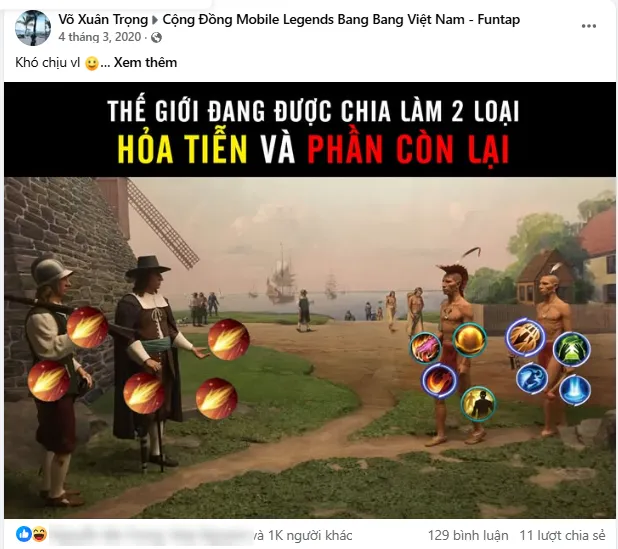 Võ Xuân Trọng ▸ Cộng Đồng Mobile Legends Bang Bang Việt Nam - Funtap
4 tháng 3, 2020 ·
Khó chịu vl 😉... Xem thêm
THẾ GIỚI ĐANG ĐƯỢC CHIA LÀM 2 LOẠI
HỎA TIỄN VÀ PHẦN CÒN LẠI
và 1K người khác
129 bình luận 11 lượt chia sẻ